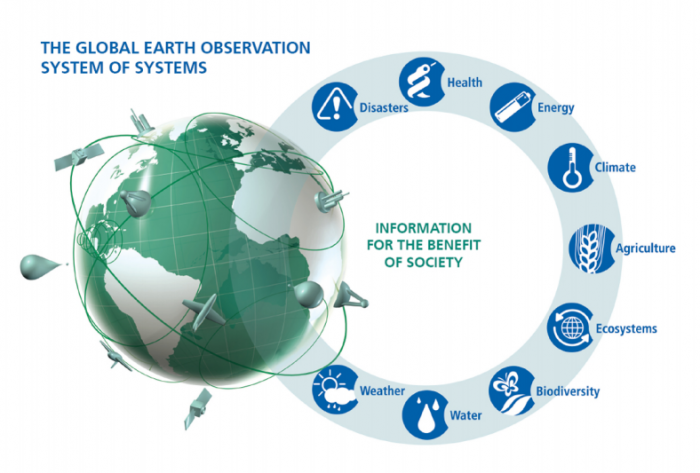 THE GLOBAL EARTH OBSERVATION
SYSTEM OF SYSTEMS
Health
Disasters
Energy
Climate
INFORMATION
FOR THE BENEFIT
OF SOCIETY
Agriculture
Ecosystems
Weather
Biodiversity
Water